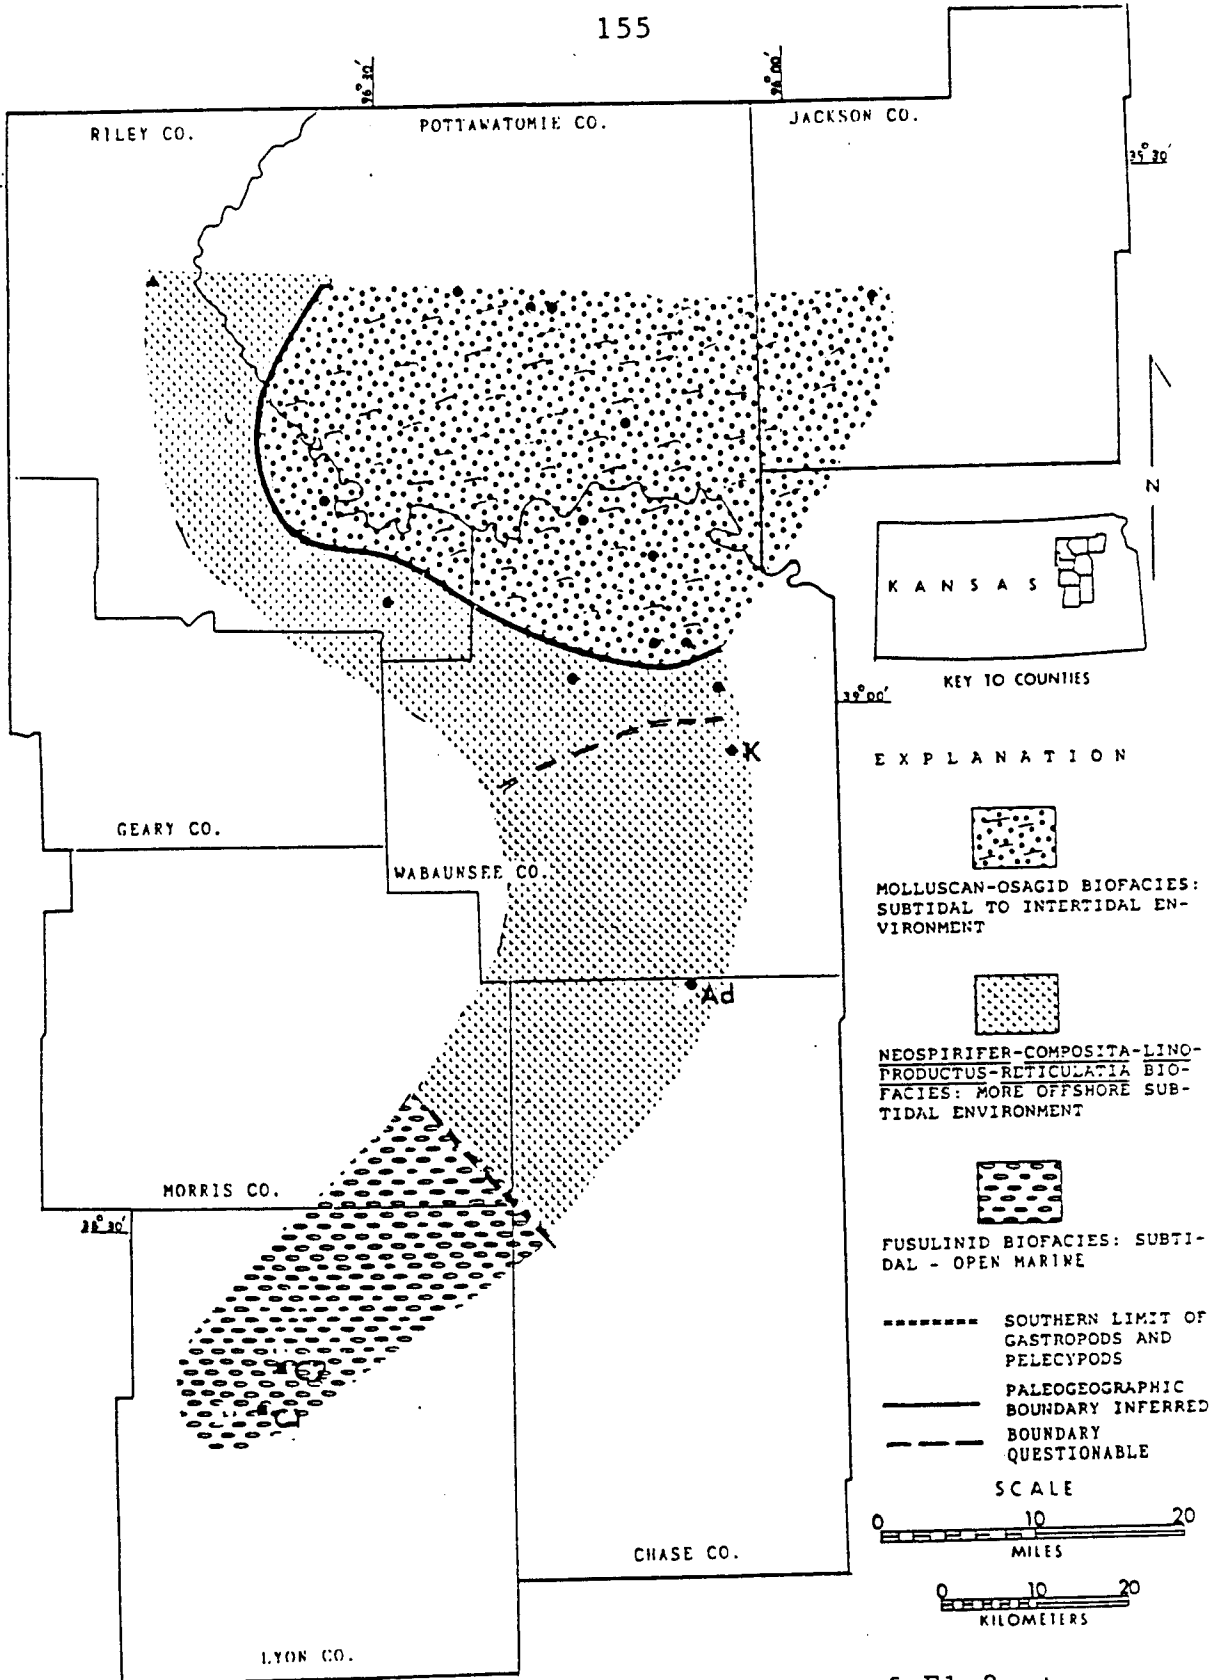 155
96°30'
96°00'
RILEY CO.
POTTAWATOMIE CO.
JACKSON CO.
39°30'
N
KANSAS
KEY TO COUNTIES
39°00'
EXPLANATION
K
GEARY CO.
WABAUNSEE CO.
MOLLUSCAN-OSAGID BIOFACIES:
SUBTIDAL TO INTERTIDAL EN-
VIRONMENT
Ad
NEOSPIRIFER-COMPOSITA-LINO-
PRODUCTUS-RETICULATIA BIO-
FACIES: MORE OFFSHORE SUB-
TIDAL ENVIRONMENT
MORRIS CO.
38°30'
FUSULINID BIOFACIES: SUBTI-
DAL - OPEN MARINE
SOUTHERN LIMIT OF
GASTROPODS AND
PELECYPODS
PALEOGEOGRAPHIC
BOUNDARY INFERRED
BOUNDARY
QUESTIONABLE
SCALE
0 10 20
MILES
0 10 20
KILOMETERS
CHASE CO.
LYON CO.